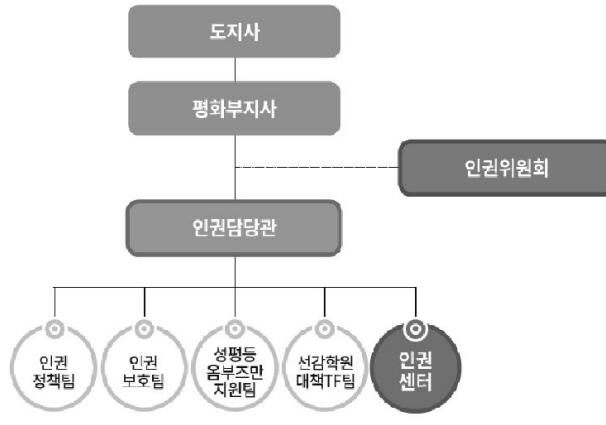 도지사
평화부지사
인권위원회
인권담당관
인권
정책팀
인권
보호팀
성평등
옴부즈만
지원팀
선감학원
대책TF팀
인권
센터